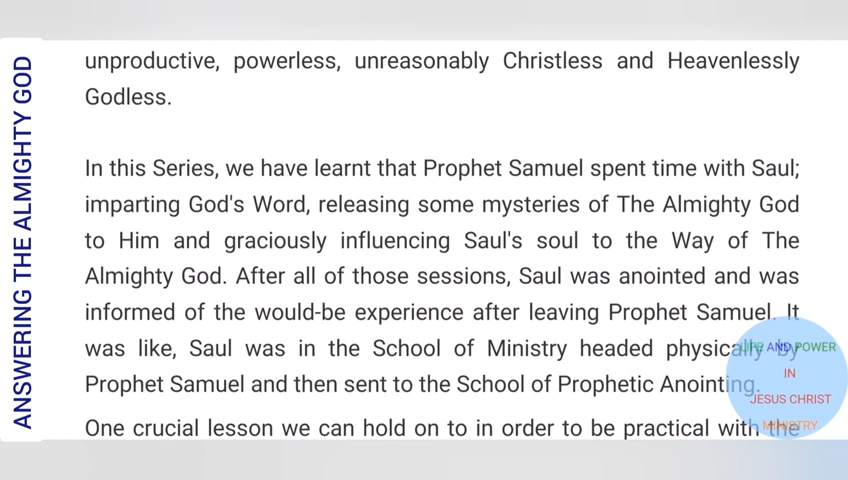 ANSWERING THE ALMIGHTY GOD
unproductive, powerless, unreasonably Christless and Heavenlessly
Godless.
In this Series, we have learnt that Prophet Samuel spent time with Saul;
imparting God's Word, releasing some mysteries of The Almighty God
to Him and graciously influencing Saul's soul to the Way of The
Almighty God. After all of those sessions, Saul was anointed and was
informed of the would-be experience after leaving Prophet Samuel. It
was like, Saul was in the School of Ministry headed physically by
Prophet Samuel and then sent to the School of Prophetic Anointing.
One crucial lesson we can hold on to in order to be practical with the
LIFE AND POWER
IN
JESUS CHRIST
MINISTRY